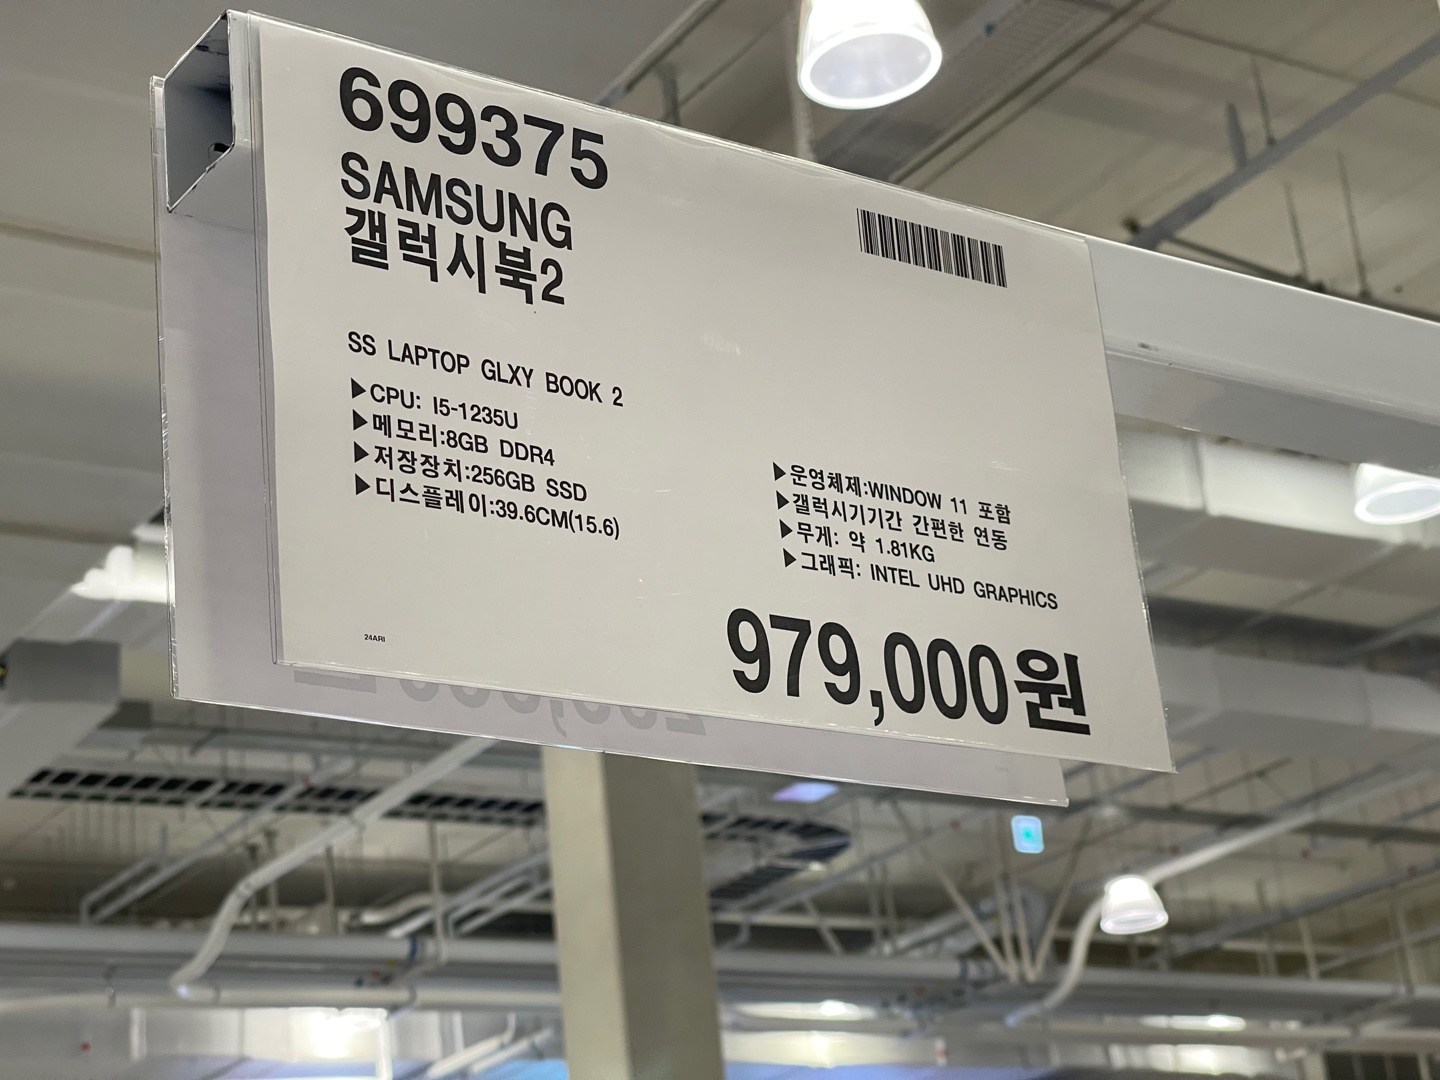 699375
SAMSUNG
갤럭시북2
SS LAPTOP GLXY BOOK 2
▶CPU: I5-1235U
▶메모리:8GB DDR4
▶저장장치:256GB SSD
▶디스플레이:39.6CM(15.6)
▶운영체제:WINDOW 11 포함
▶갤럭시기기간 간편한 연동
▶무게: 약 1.81KG
▶그래픽: INTEL UHD GRAPHICS
979,000원
24ARI